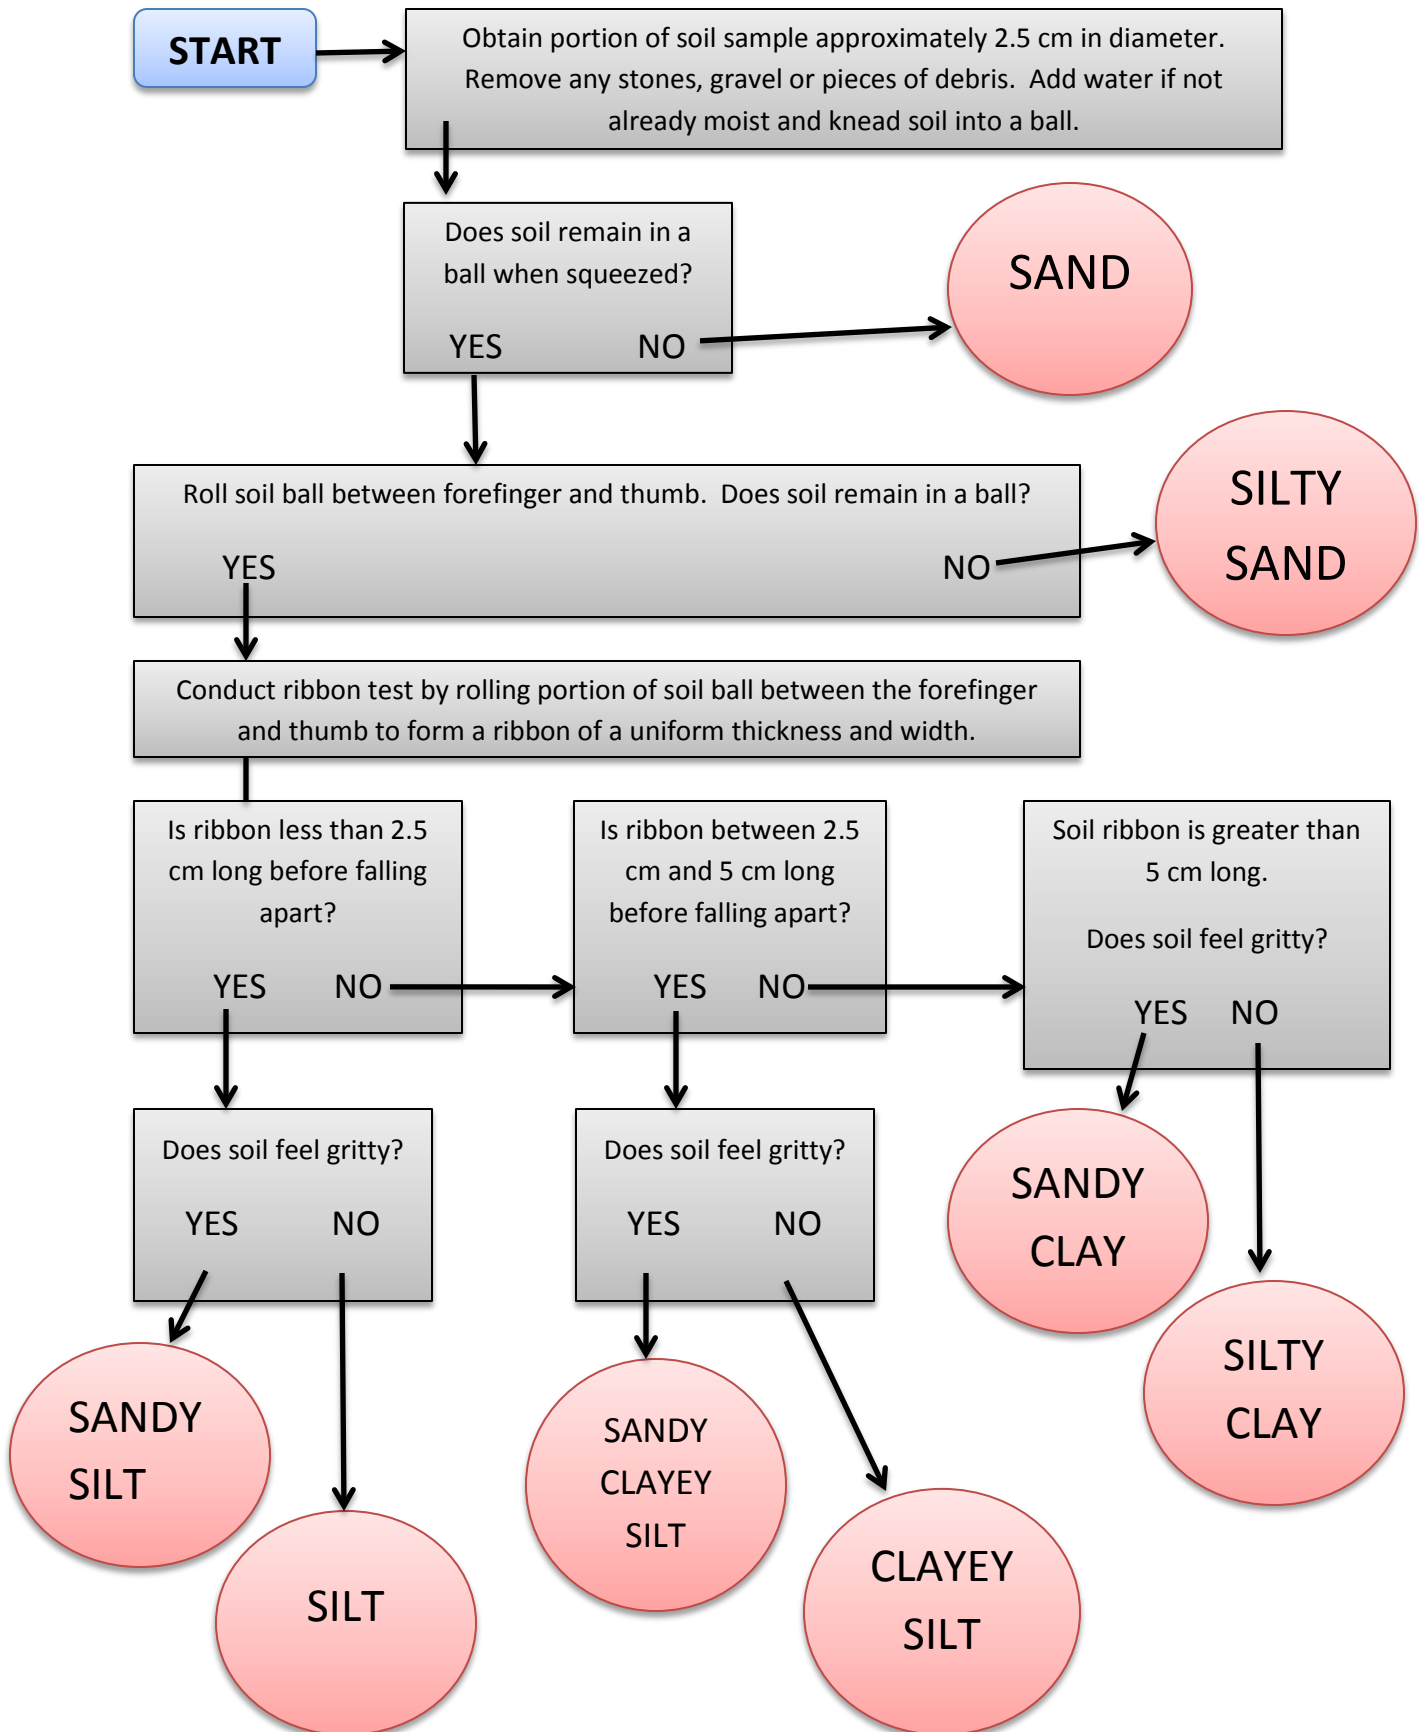 START
Obtain portion of soil sample approximately 2.5 cm in diameter.
Remove any stones, gravel or pieces of debris.  Add water if not
already moist and knead soil into a ball.
Does soil remain in a
ball when squeezed?
YES NO
SAND
Roll soil ball between forefinger and thumb.  Does soil remain in a ball?
YES NO
SILTY
SAND
Conduct ribbon test by rolling portion of soil ball between the forefinger
and thumb to form a ribbon of a uniform thickness and width.
Is ribbon less than 2.5
cm long before falling
apart?
YES NO
Is ribbon between 2.5
cm and 5 cm long
before falling apart?
YES NO
Soil ribbon is greater than
5 cm long.
Does soil feel gritty?
YES NO
Does soil feel gritty?
YES NO
Does soil feel gritty?
YES NO
SANDY
CLAY
SILTY
CLAY
SANDY
SILT
SILT
SANDY
CLAYEY
SILT
CLAYEY
SILT